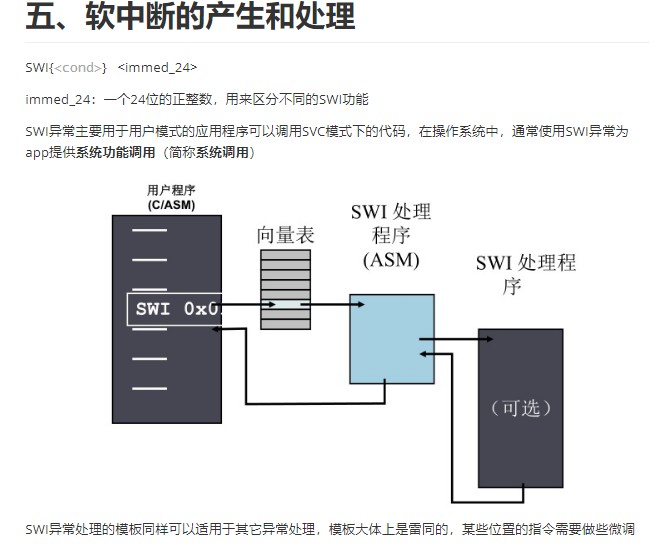 五、软中断的产生和处理
SWI{<cond>} <immed_24>
immed_24：一个24位的正整数，用来区分不同的SWI功能
SWI异常主要用于用户模式的应用程序可以调用SVC模式下的代码，在操作系统中，通常使用SWI异常为
app提供系统功能调用（简称系统调用）
用户程序
(C/ASM)
向量表
SWI 处理
程序
(ASM)
SWI 处理程
序
SWI 0x0
（可选）
SWI异常处理的模板同样可以适用于其它异常处理，模板大体上是雷同的，某些位置的指令需要做些微调